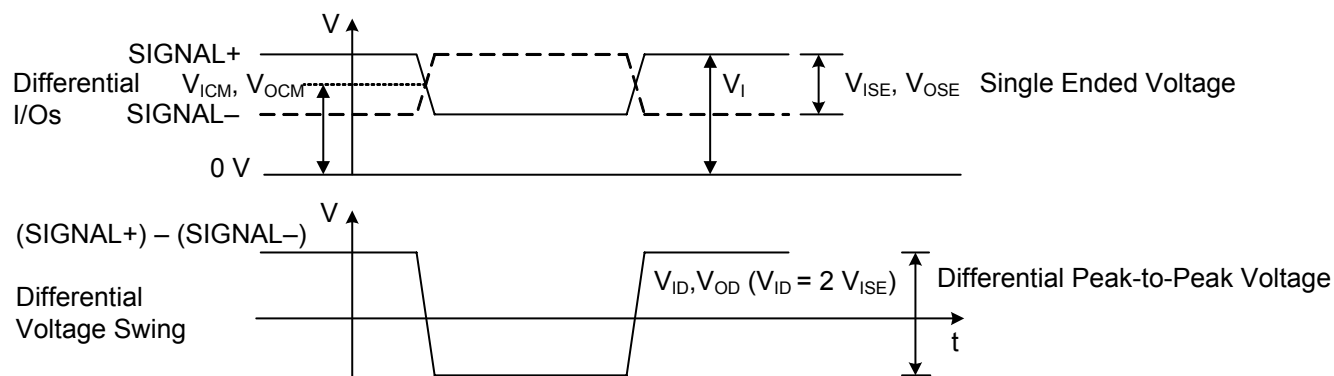 V
SIGNAL+
Differential I/Os
V_ICM, V_OCM
SIGNAL–
V_I
V_ISE, V_OSE Single Ended Voltage
0 V
V
(SIGNAL+) – (SIGNAL–)
V_ID,V_OD (V_ID = 2 V_ISE)
Differential Peak-to-Peak Voltage
Differential
Voltage Swing
t